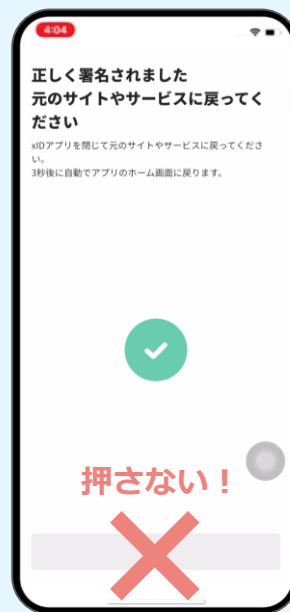 4:04
正しく署名されました
元のサイトやサービスに戻ってく
ださい
xIDアプリを閉じて元のサイトやサービスに戻ってくださ
い。
3秒後に自動でアプリのホーム画面に戻ります。
押さない！